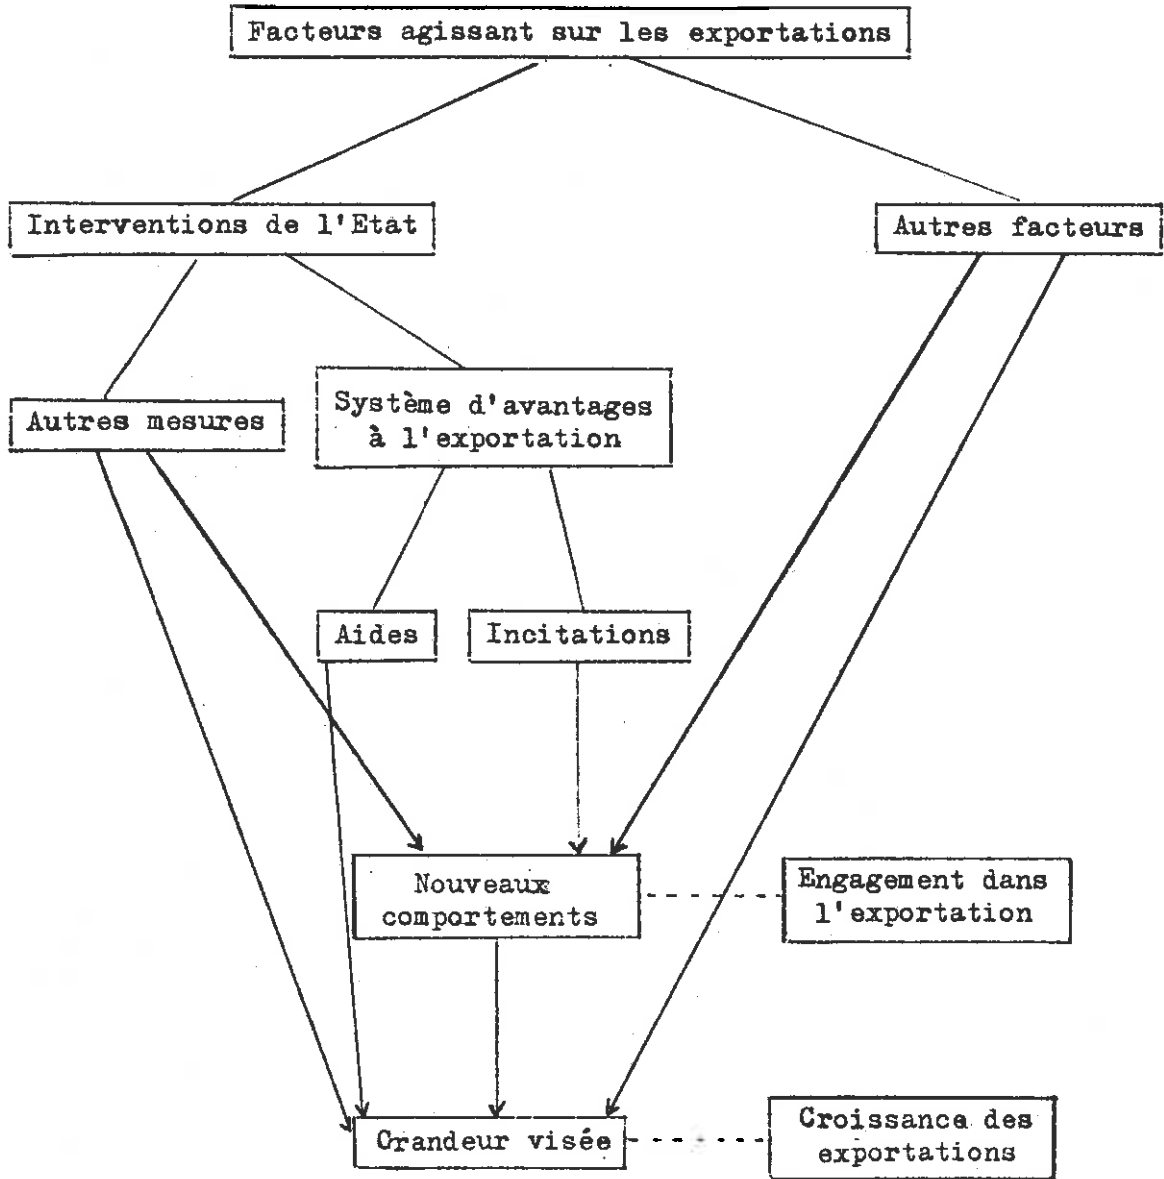 Facteurs agissant sur les exportations
Interventions de l'Etat
Autres facteurs
Autres mesures
Système d'avantages
à l'exportation
Aides
Incitations
Nouveaux
comportements
Engagement dans
l'exportation
Grandeur visée
Croissance des
exportations